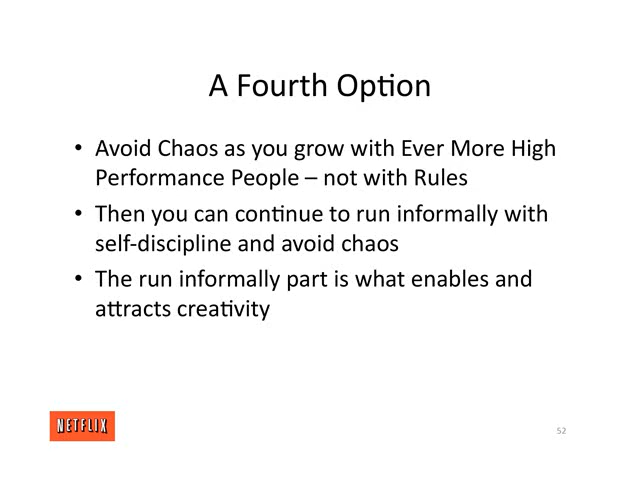 A Fourth Option
• Avoid Chaos as you grow with Ever More High
Performance People – not with Rules
• Then you can continue to run informally with
self-discipline and avoid chaos
• The run informally part is what enables and
attracts creativity
NETFLIX
52